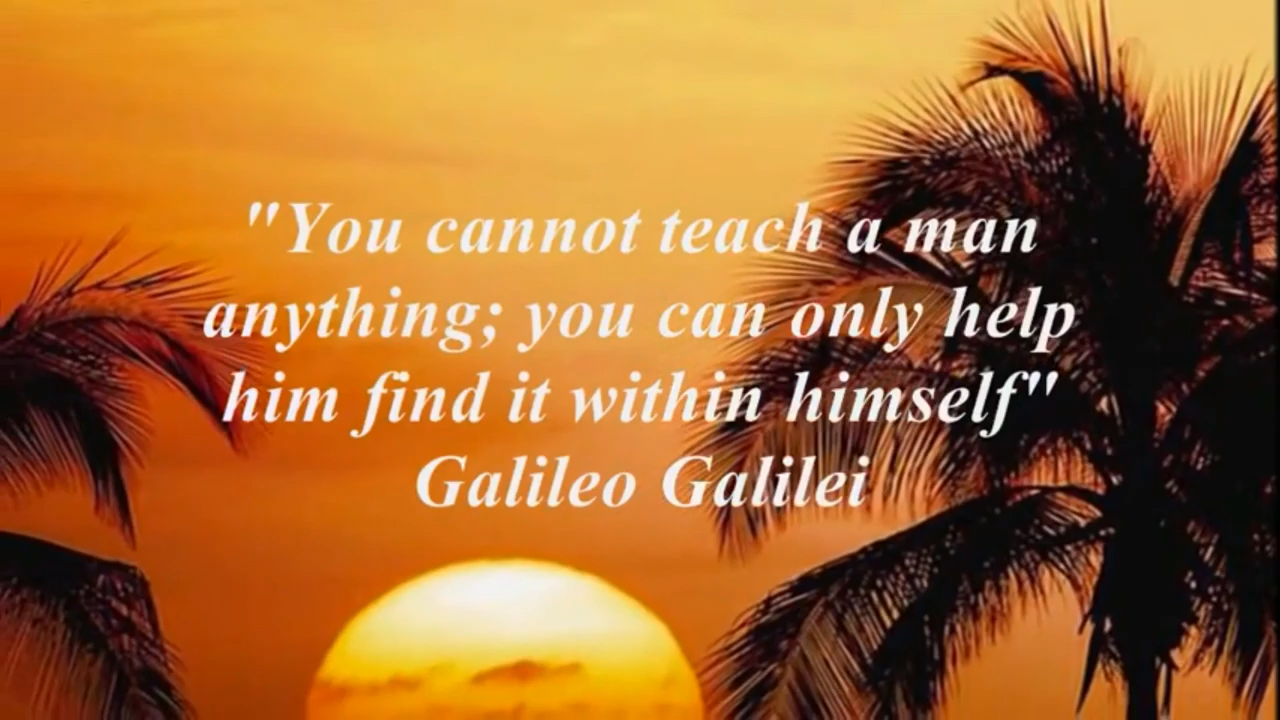 "You cannot teach a man
anything; you can only help
him find it within himself"
Galileo Galilei